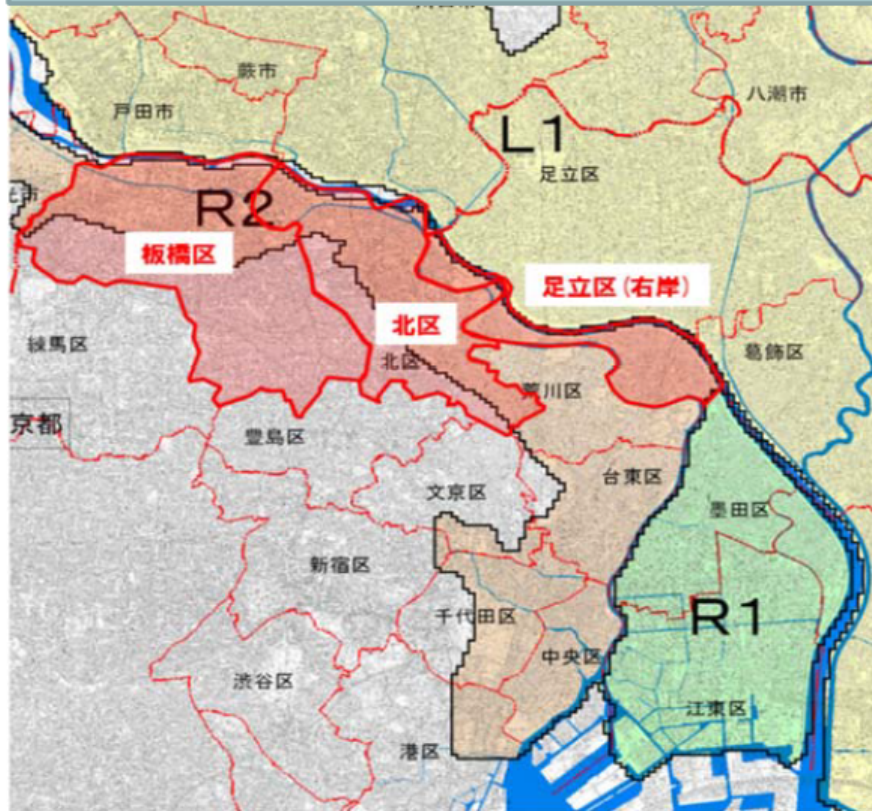 蕨市
八潮市
戸田市
L1
足立区
R2
板橋区
足立区(右岸)
北区
練馬区
北区
葛飾区
荒川区
京都
豊島区
台東区
文京区
墨田区
新宿区
千代田区
R1
中央区
渋谷区
江東区
港区